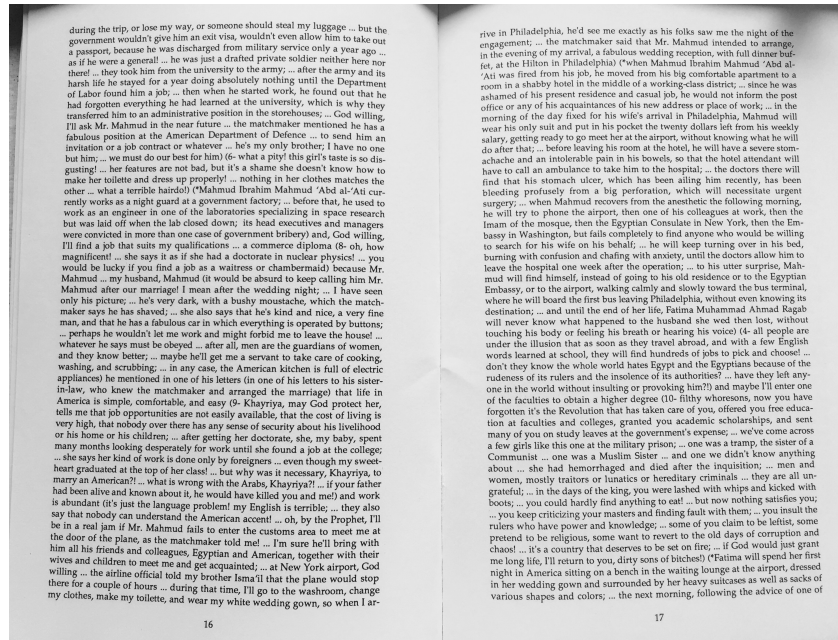 during the trip, or lose my way, or someone should steal my luggage ... but the
government wouldn't give him an exit visa, wouldn't even allow him to take out
a passport, because he was discharged from military service only a year ago ...
as if he were a general! ... he was just a drafted private soldier neither here nor
there! ... they took him from the university to the army; ... after the army and its
harsh life he stayed for a year doing absolutely nothing until the Department
of Labor found him a job; ... then when he started work, he found out that he
had forgotten everything he had learned at the university, which is why they
transferred him to an administrative position in the storehouses; ... God willing,
I'll ask Mr. Mahmud in the near future ... the matchmaker mentioned he has a
fabulous position at the American Department of Defence ... to send him an
invitation or a job contract or whatever ... he's my only brother; I have no one
but him; ... we must do our best for him) (6- what a pity! this girl's taste is so dis-
gusting! ... her features are not bad, but it's a shame she doesn't know how to
make her toilette and dress up properly! ... nothing in her clothes matches the
other ... what a terrible hairdo!) (*Mahmud Ibrahim Mahmud 'Abd al-'Ati cur-
rently works as a night guard at a government factory; ... before that, he used to
work as an engineer in one of the laboratories specializing in space research
but was laid off when the lab closed down; its head executives and managers
were convicted in more than one case of government bribery) and, God willing,
I'll find a job that suits my qualifications ... a commerce diploma (8- oh, how
magnificent! ... she says it as if she had a doctorate in nuclear physics! ... you
would be lucky if you find a job as a waitress or chambermaid) because Mr.
Mahmud ... my husband, Mahmud (it would be absurd to keep calling him Mr.
Mahmud after our marriage! I mean after the wedding night; ... I have seen
only his picture; ... he's very dark, with a bushy moustache, which the match-
maker says he has shaved; ... she also says that he's kind and nice, a very fine
man, and that he has a fabulous car in which everything is operated by buttons;
... perhaps he wouldn't let me work and might forbid me to leave the house! ...
whatever he says must be obeyed ... after all, men are the guardians of women,
and they know better; ... maybe he'll get me a servant to take care of cooking,
washing, and scrubbing; ... in any case, the American kitchen is full of electric
appliances) he mentioned in one of his letters (in one of his letters to his sister-
in-law, who knew the matchmaker and arranged the marriage) that life in
America is simple, comfortable, and easy (9- Khayriya, may God protect her,
tells me that job opportunities are not easily available, that the cost of living is
very high, that nobody over there has any sense of security about his livelihood
or his home or his children; ... after getting her doctorate, she, my baby, spent
many months looking desperately for work until she found a job at the college;
... she says her kind of work is done only by foreigners ... even though my sweet-
heart graduated at the top of her class! ... but why was it necessary, Khayriya, to
marry an American?! ... what is wrong with the Arabs, Khayriya?! ... if your father
had been alive and known about it, he would have killed you and me!) and work
is abundant (it's just the language problem! my English is terrible; ... they also
say that nobody can understand the American accent! ... oh, by the Prophet, I'll
be in a real jam if Mr. Mahmud fails to enter the customs area to meet me at
the door of the plane, as the matchmaker told me! ... I'm sure he'll bring with
him all his friends and colleagues, Egyptian and American, together with their
wives and children to meet me and get acquainted; ... at New York airport, God
willing ... the airline official told my brother Isma'il that the plane would stop
there for a couple of hours ... during that time, I'll go to the washroom, change
my clothes, make my toilette, and wear my white wedding gown, so when I ar-
16
rive in Philadelphia, he'd see me exactly as his folks saw me the night of the
engagement; ... the matchmaker said that Mr. Mahmud intended to arrange,
in the evening of my arrival, a fabulous wedding reception, with full dinner buf-
fet, at the Hilton in Philadelphia) (*when Mahmud Ibrahim Mahmud 'Abd al-
'Ati was fired from his job, he moved from his big comfortable apartment to a
room in a shabby hotel in the middle of a working-class district; ... since he was
ashamed of his present residence and casual job, he would not inform the post
office or any of his acquaintances of his new address or place of work; ... in the
morning of the day fixed for his wife's arrival in Philadelphia, Mahmud will
wear his only suit and put in his pocket the twenty dollars left from his weekly
salary, getting ready to go meet her at the airport, without knowing what he will
do after that; ... before leaving his room at the hotel, he will have a severe stom-
achache and an intolerable pain in his bowels, so that the hotel attendant will
have to call an ambulance to take him to the hospital; ... the doctors there will
find that his stomach ulcer, which has been ailing him recently, has been
bleeding profusely from a big perforation, which will necessitate urgent
surgery; ... when Mahmud recovers from the anesthetic the following morning,
he will try to phone the airport, then one of his colleagues at work, then the
Imam of the mosque, then the Egyptian Consulate in New York, then the Em-
bassy in Washington, but fails completely to find anyone who would be willing
to search for his wife on his behalf; ... he will keep turning over in his bed,
burning with confusion and chafing with anxiety, until the doctors allow him to
leave the hospital one week after the operation; ... to his utter surprise, Mah-
mud will find himself, instead of going to his old residence or to the Egyptian
Embassy, or to the airport, walking calmly and slowly toward the bus terminal,
where he will board the first bus leaving Philadelphia, without even knowing its
destination; ... and until the end of her life, Fatima Muhammad Ahmad Ragab
will never know what happened to the husband she wed then lost, without
touching his body or feeling his breath or hearing his voice) (4- all people are
under the illusion that as soon as they travel abroad, and with a few English
words learned at school, they will find hundreds of jobs to pick and choose! ...
don't they know the whole world hates Egypt and the Egyptians because of the
rudeness of its rulers and the insolence of its authorities? ... have they left any-
one in the world without insulting or provoking him?!) and maybe I'll enter one
of the faculties to obtain a higher degree (10- filthy whoresons, now you have
forgotten it's the Revolution that has taken care of you, offered you free educa-
tion at faculties and colleges, granted you academic scholarships, and sent
many of you on study leaves at the government's expense; ... we've come across
a few girls like this one at the military prison; ... one was a tramp, the sister of a
Communist ... one was a Muslim Sister ... and one we didn't know anything
about ... she had hemorrhaged and died after the inquisition; ... men and
women, mostly traitors or lunatics or hereditary criminals ... they are all un-
grateful; ... in the days of the king, you were lashed with whips and kicked with
boots; ... you could hardly find anything to eat! ... but now nothing satisfies you;
... you keep criticizing your masters and finding fault with them; ... you insult the
rulers who have power and knowledge; ... some of you claim to be leftist, some
pretend to be religious, some want to revert to the old days of corruption and
chaos! ... it's a country that deserves to be set on fire; ... if God would just grant
me long life, I'll return to you, dirty sons of bitches!) (*Fatima will spend her first
night in America sitting on a bench in the waiting lounge at the airport, dressed
in her wedding gown and surrounded by her heavy suitcases as well as sacks of
various shapes and colors; ... the next morning, following the advice of one of
17